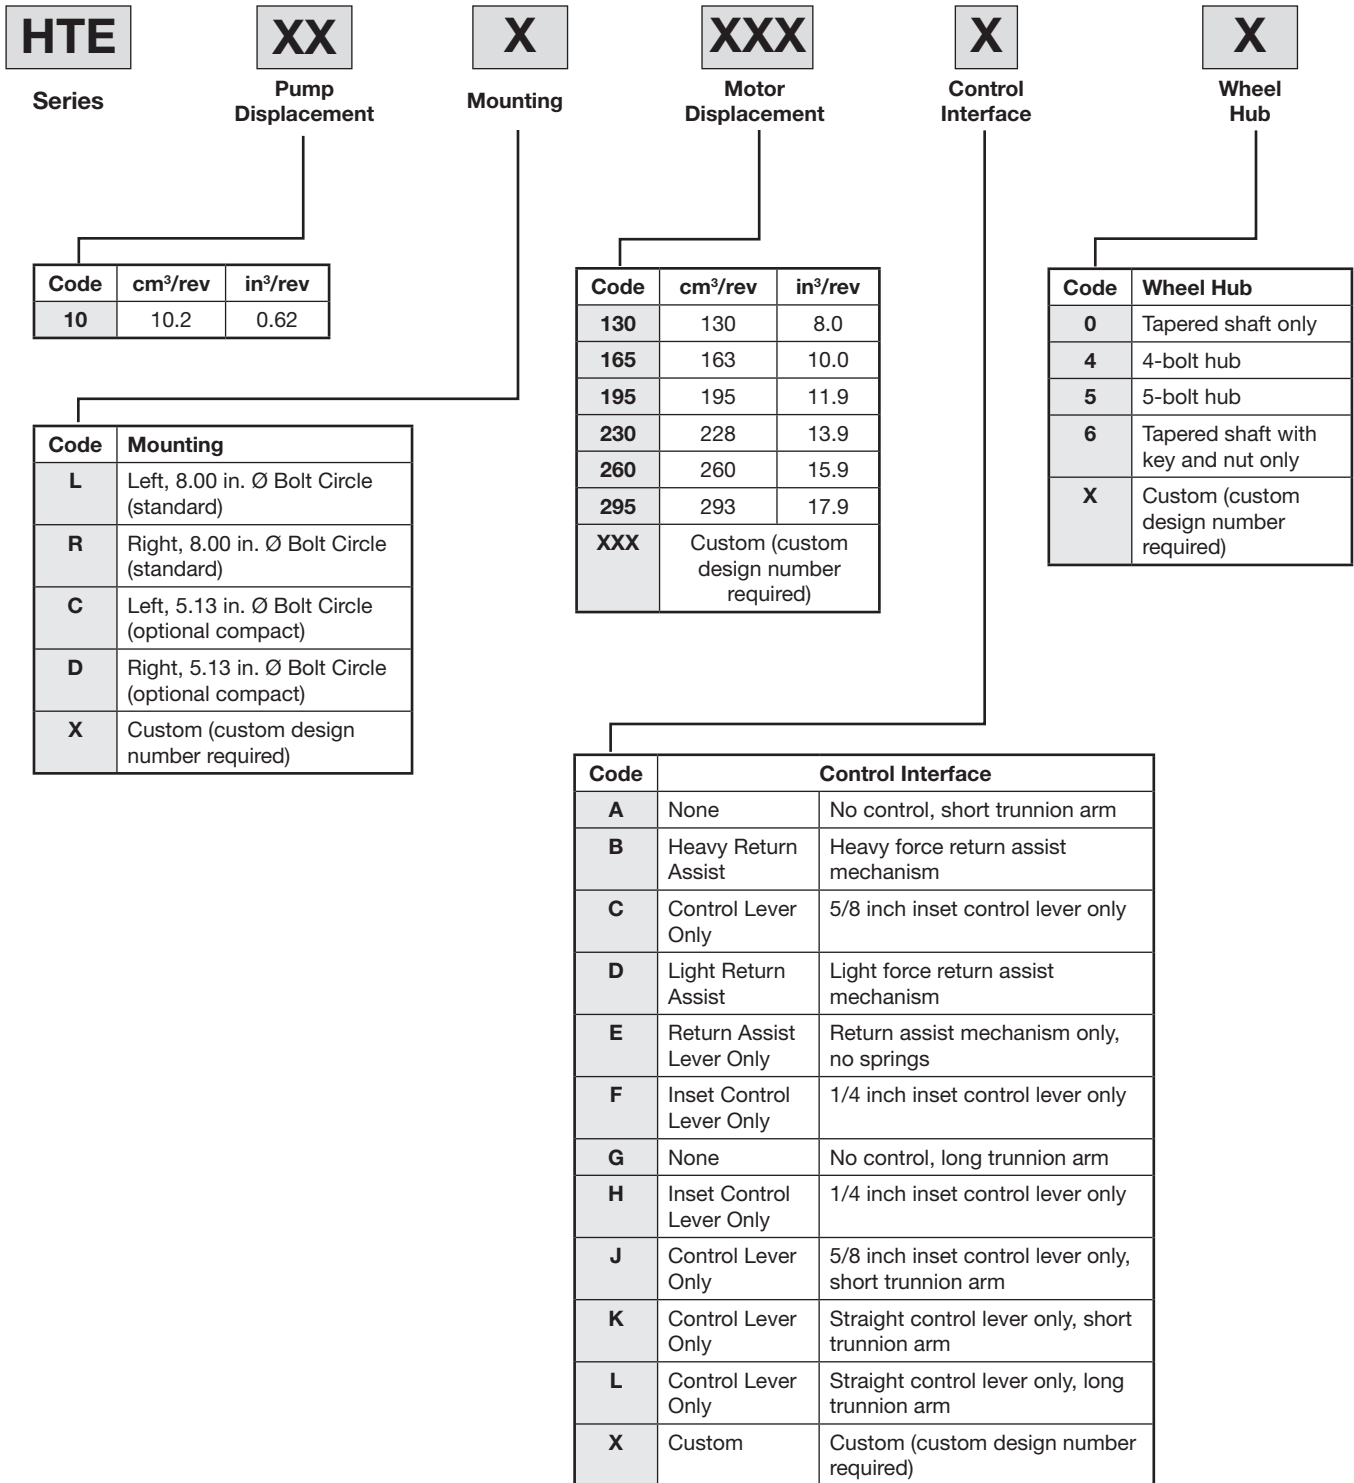 HTE XX X XXX X X
Series Pump Mounting Motor Control Wheel
Displacement Displacement Interface Hub
Code cm³/rev in³/rev
10 10.2 0.62
Code Mounting
L Left, 8.00 in. Ø Bolt Circle
(standard)
R Right, 8.00 in. Ø Bolt Circle
(standard)
C Left, 5.13 in. Ø Bolt Circle
(optional compact)
D Right, 5.13 in. Ø Bolt Circle
(optional compact)
X Custom (custom design
number required)
Code cm³/rev in³/rev
130 130 8.0
165 163 10.0
195 195 11.9
230 228 13.9
260 260 15.9
295 293 17.9
XXX Custom (custom
design number
required)
Code Wheel Hub
0 Tapered shaft only
4 4-bolt hub
5 5-bolt hub
6 Tapered shaft with
key and nut only
X Custom (custom
design number
required)
Code Control Interface
A None No control, short trunnion arm
B Heavy Return Heavy force return assist
Assist mechanism
C Control Lever 5/8 inch inset control lever only
Only
D Light Return Light force return assist
Assist mechanism
E Return Assist Return assist mechanism only,
Lever Only no springs
F Inset Control 1/4 inch inset control lever only
Lever Only
G None No control, long trunnion arm
H Inset Control 1/4 inch inset control lever only
Lever Only
J Control Lever 5/8 inch inset control lever only,
Only short trunnion arm
K Control Lever Straight control lever only, short
Only trunnion arm
L Control Lever Straight control lever only, long
Only trunnion arm
X Custom Custom (custom design number
required)